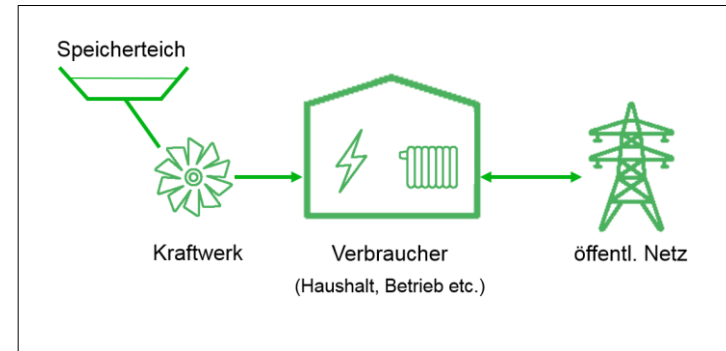 Speicherteich
Kraftwerk
Verbraucher
(Haushalt, Betrieb etc.)
öffentl. Netz